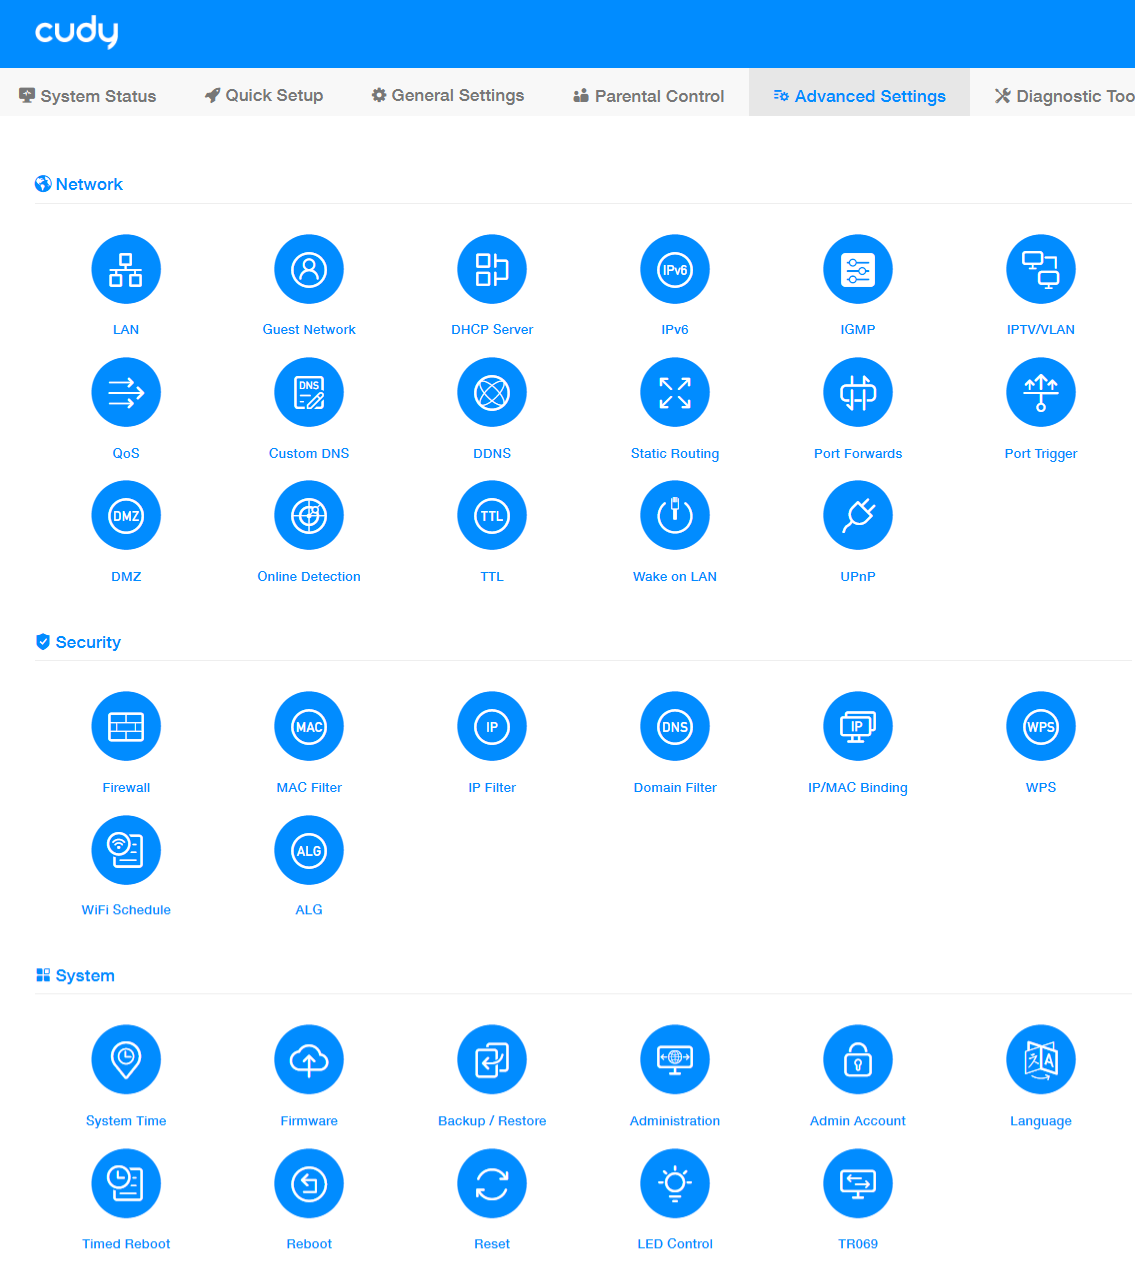 cudy
System Status Quick Setup General Settings Parental Control Advanced Settings Diagnostic Too
Network
IPv6
LAN Guest Network DHCP Server IPv6 IGMP IPTV/VLAN
DNS
QoS Custom DNS DDNS Static Routing Port Forwards Port Trigger
DMZ TTL
DMZ Online Detection TTL Wake on LAN UPnP
Security
MAC IP DNS IP WPS
Firewall MAC Filter IP Filter Domain Filter IP/MAC Binding WPS
ALG
WiFi Schedule ALG
System
文 A
System Time Firmware Backup / Restore Administration Admin Account Language
Timed Reboot Reboot Reset LED Control TR069